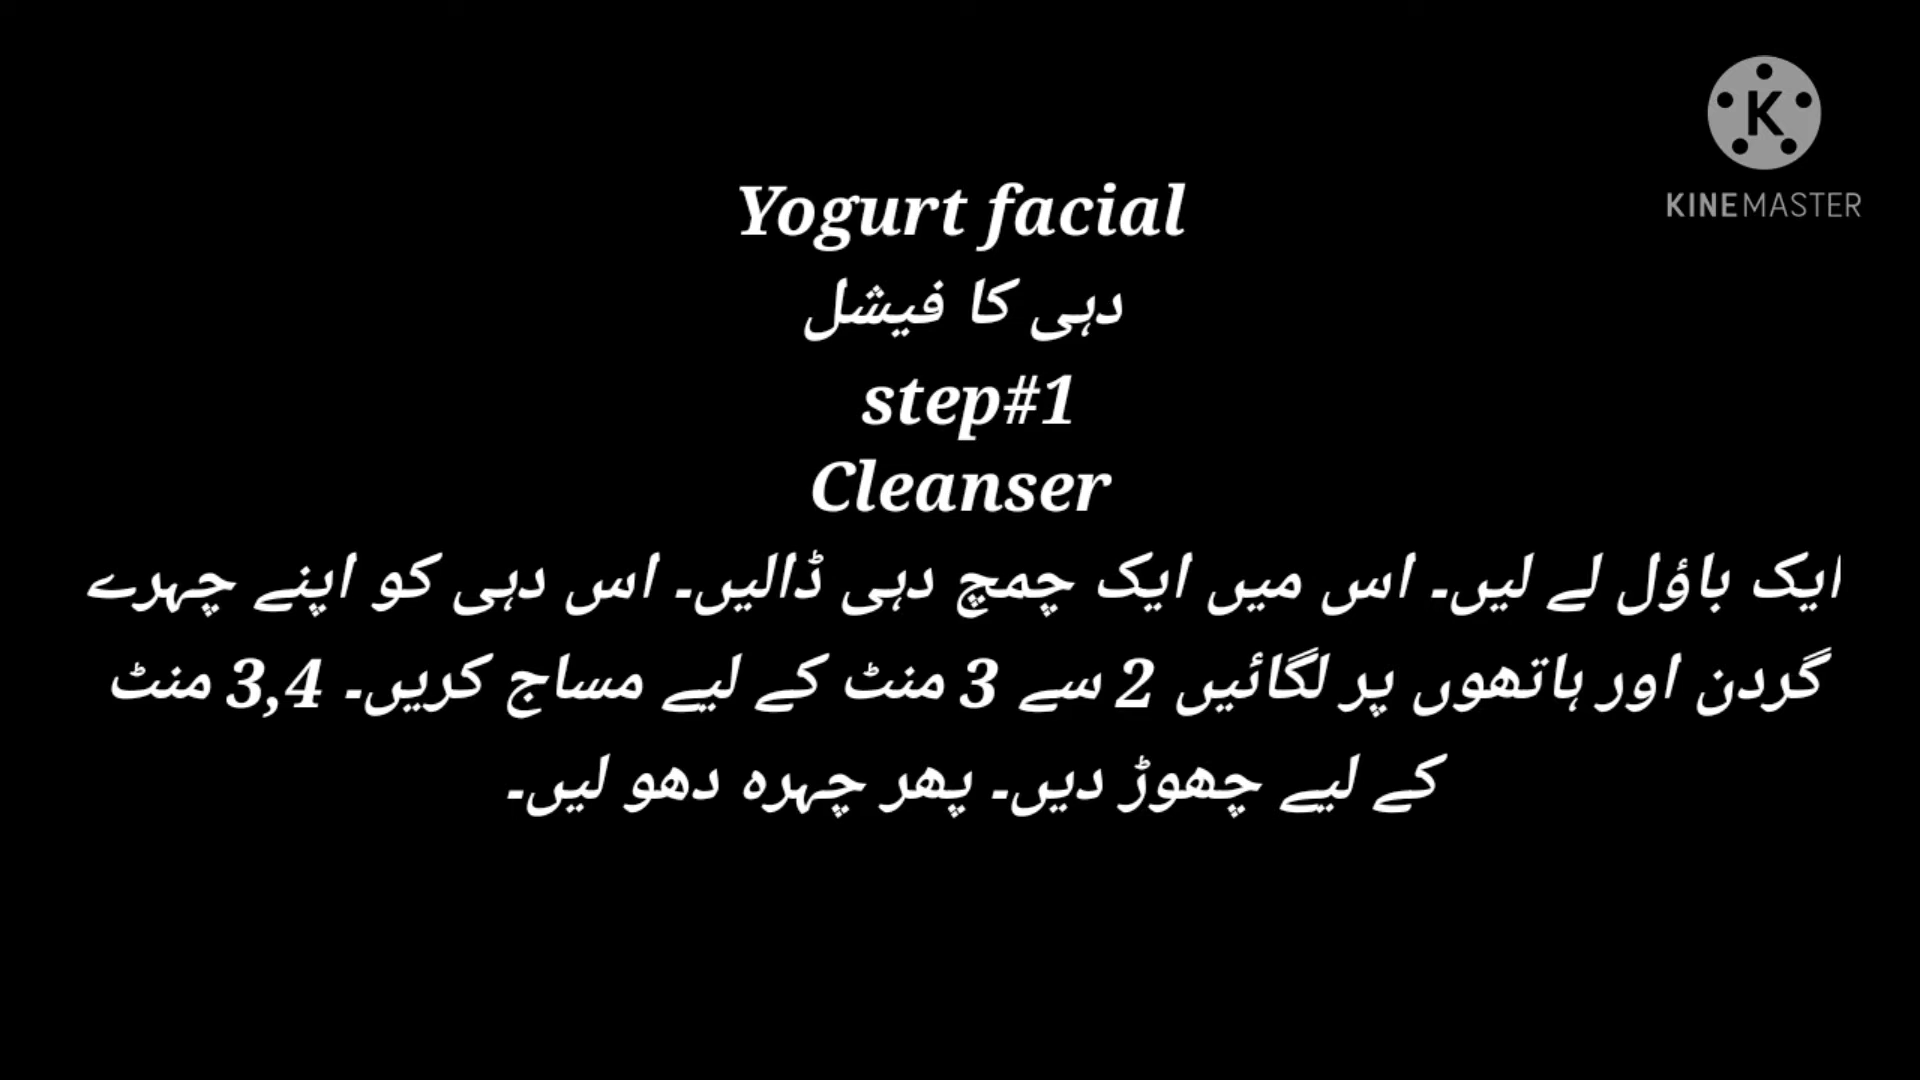 KINEMASTER
Yogurt facial
دہی کا فیشل
step#1
Cleanser
ایک باؤل لے لیں۔ اس میں ایک چمچ دہی ڈالیں۔ اس دہی کو اپنے چہرے
گردن اور ہاتھوں پر لگائیں 2 سے 3 منٹ کے لیے مساج کریں۔ 3,4 منٹ
کے لیے چھوڑ دیں۔ پھر چہرہ دھو لیں۔